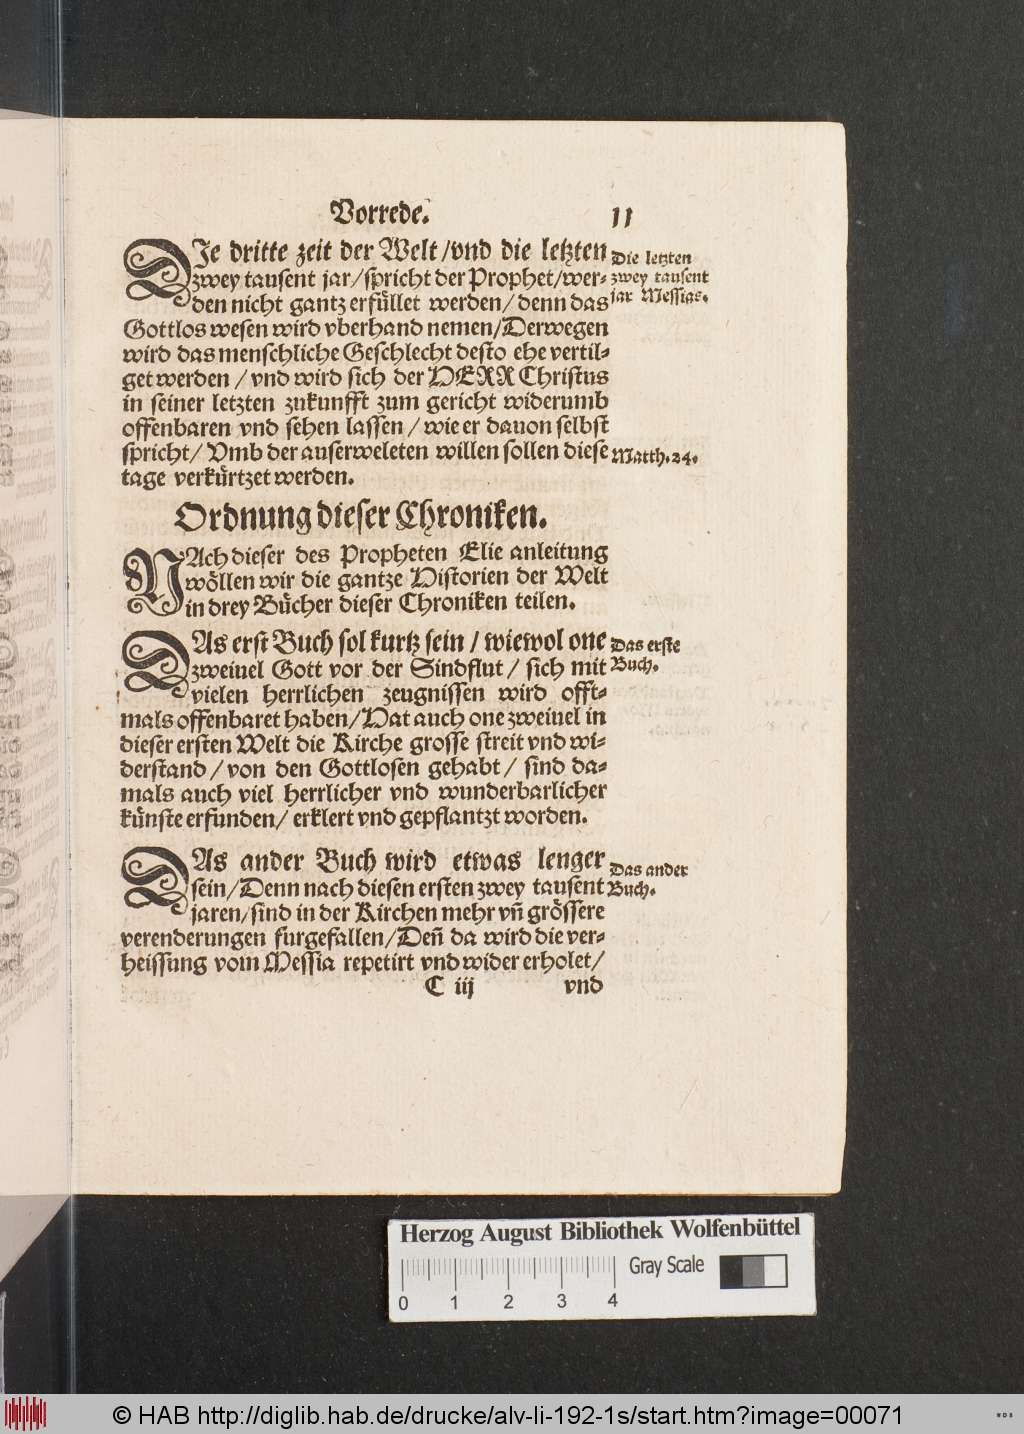 Vorrede. 11
DIe dritte zeit der Welt/vnd die letzten
zwey tausent jar/spricht der Prophet/wer-
den nicht gantz erfüllet werden/denn das
Gottlos wesen wird vberhand nemen/Derwegen
wird das menschliche Geschlecht desto ehe vertil-
get werden/vnd wird sich der HERR Christus
in seiner letzten zukunfft zum gericht widerumb
offenbaren vnd sehen lassen/wie er dauon selbst
spricht/Vmb der auserweleten willen sollen diese
tage verkürtzet werden.
Die letzten
zwey tausent
jar Messias.
Matth.24.
Ordnung dieser Chroniken.
NAch dieser des Propheten Elie anleitung
wöllen wir die gantze Historien der Welt
in drey Bücher dieser Chroniken teilen.
DAs erst Buch sol kurtz sein/wiewol one
zweiuel Gott vor der Sindflut/sich mit
vielen herrlichen zeugnissen wird offt-
mals offenbaret haben/Hat auch one zweiuel in
dieser ersten Welt die Kirche grosse streit vnd wi-
derstand/von den Gottlosen gehabt/sind da-
mals auch viel herrlicher vnd wunderbarlicher
künste erfunden/erklert vnd gepflantzt worden.
Das erste
Buch.
DAs ander Buch wird etwas lenger
sein/Denn nach diesen ersten zwey tausent
jaren/sind in der Kirchen mehr vñ grössere
verenderungen furgefallen/Deñ da wird die ver-
heissung vom Messia repetirt vnd wider erholet/
Das ander
Buch.
C iij vnd
Herzog August Bibliothek Wolfenbüttel
Gray Scale
0 1 2 3 4
© HAB http://diglib.hab.de/drucke/alv-li-192-1s/start.htm?image=00071